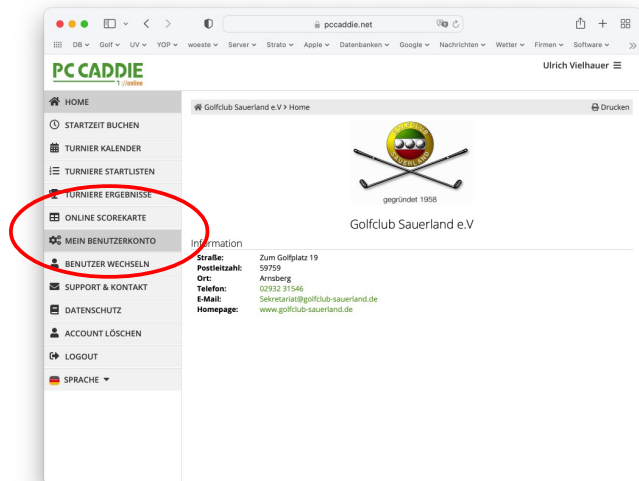 pccaddie.net
DB Golf UV YOP woeste Server Strato Apple Datenbanken Google Nachrichten Wetter Firmen Software
PC CADDIE
://online
Ulrich Vielhauer
HOME
Golfclub Sauerland e.V > Home
Drucken
STARTZEIT BUCHEN
TURNIER KALENDER
TURNIERE STARTLISTEN
TURNIERE ERGEBNISSE
ONLINE SCOREKARTE
MEIN BENUTZERKONTO
BENUTZER WECHSELN
SUPPORT & KONTAKT
DATENSCHUTZ
ACCOUNT LÖSCHEN
LOGOUT
SPRACHE
GOLFCLUB
SAUERLAND
gegründet 1958
Golfclub Sauerland e.V
Information
Straße: Zum Golfplatz 19
Postleitzahl: 59759
Ort: Arnsberg
Telefon: 02932 31546
E-Mail: Sekretariat@golfclub-sauerland.de
Homepage: www.golfclub-sauerland.de